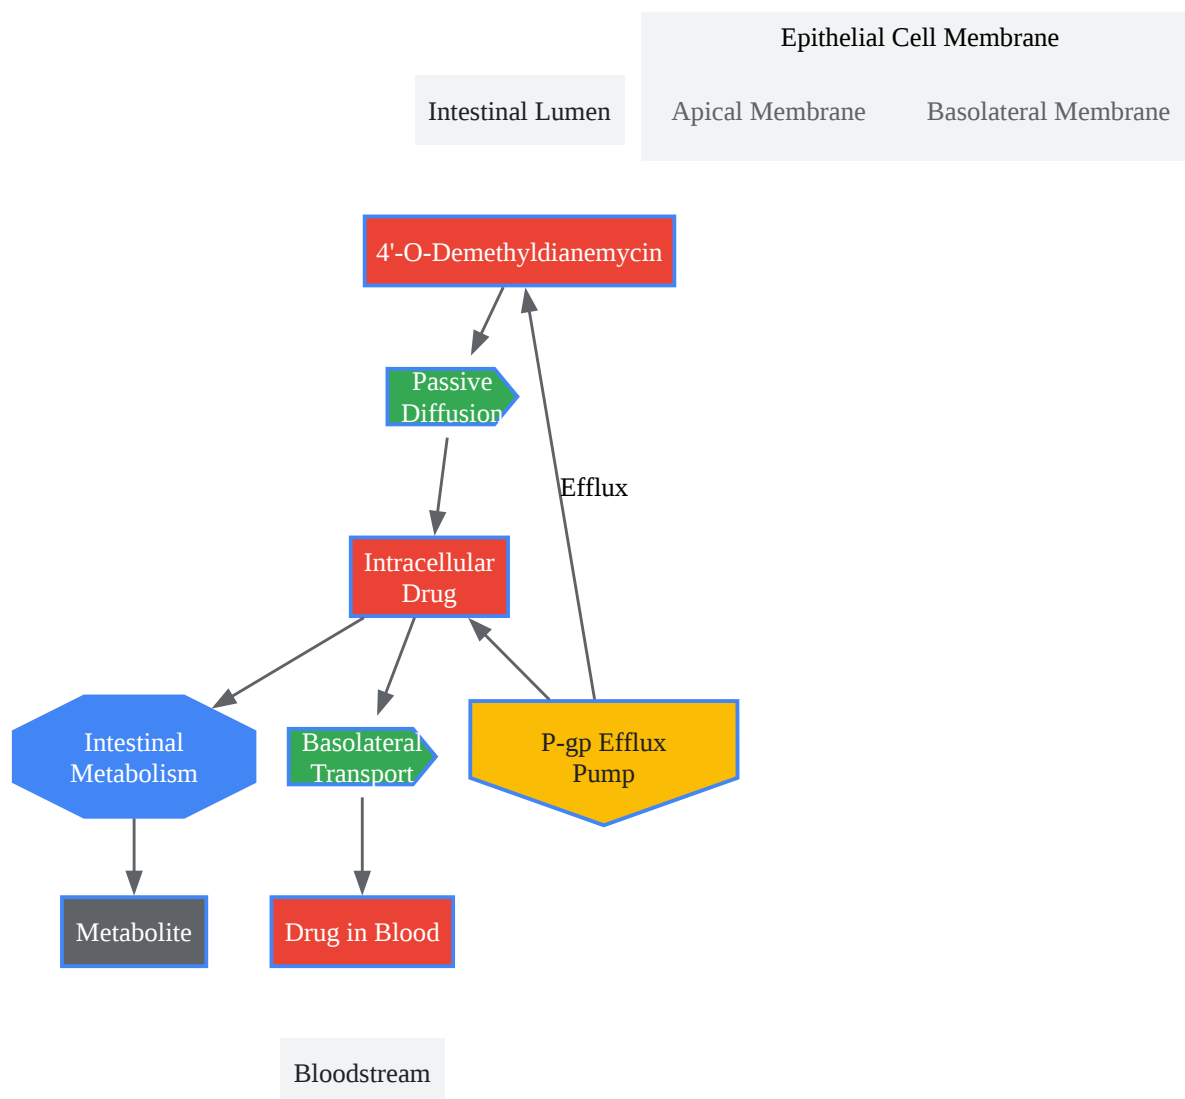 Epithelial Cell Membrane
Intestinal Lumen
Apical Membrane
Basolateral Membrane
4'-O-Demethyldianemycin
Passive
Diffusion
Efflux
Intracellular
Drug
Intestinal
Metabolism
Basolateral
Transport
P-gp Efflux
Pump
Metabolite
Drug in Blood
Bloodstream